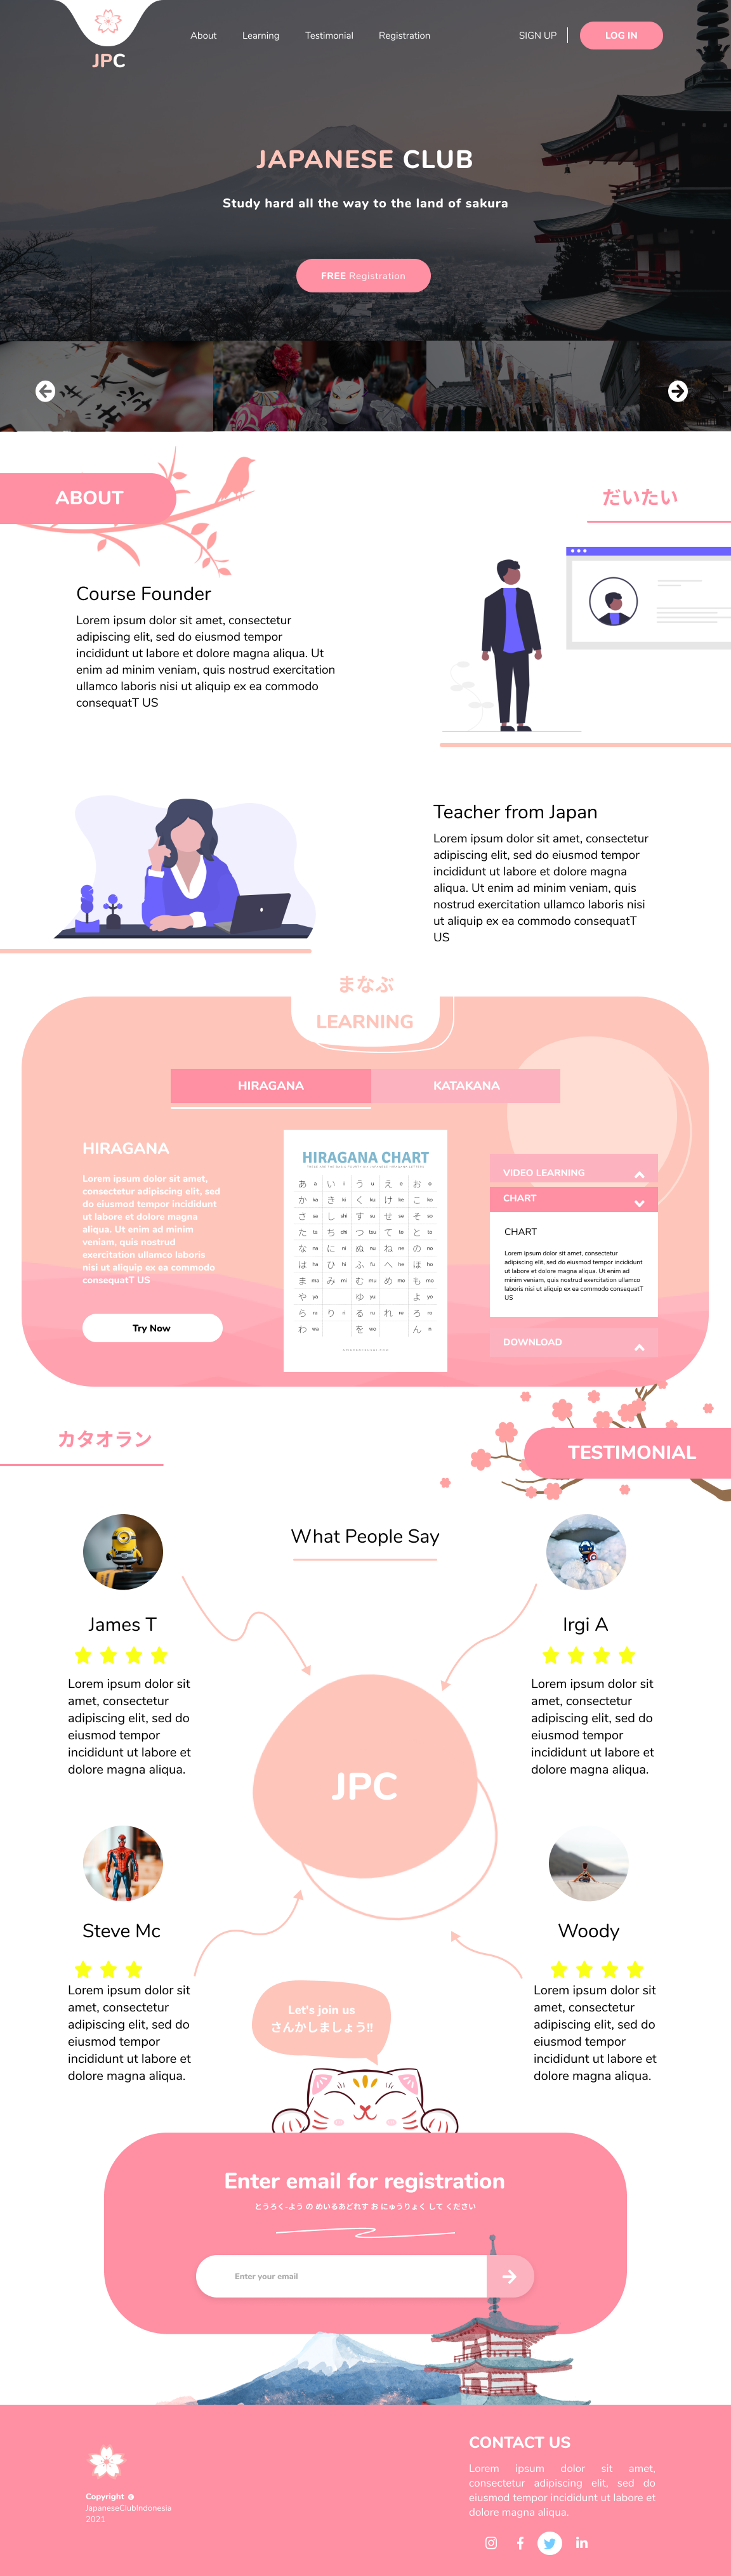 About
Learning
Testimonial
Registration
SIGN UP
LOG IN
JPC
JAPANESE CLUB
Study hard all the way to the land of sakura
FREE Registration
ABOUT
だいたい
Course Founder
Lorem ipsum dolor sit amet, consectetur
adipiscing elit, sed do eiusmod tempor
incididunt ut labore et dolore magna aliqua. Ut
enim ad minim veniam, quis nostrud exercitation
ullamco laboris nisi ut aliquip ex ea commodo
consequatT US
Teacher from Japan
Lorem ipsum dolor sit amet, consectetur
adipiscing elit, sed do eiusmod tempor
incididunt ut labore et dolore magna
aliqua. Ut enim ad minim veniam, quis
nostrud exercitation ullamco laboris nisi
ut aliquip ex ea commodo consequatT
US
まなぶ
LEARNING
HIRAGANA
KATAKANA
HIRAGANA
Lorem ipsum dolor sit amet,
consectetur adipiscing elit, sed
do eiusmod tempor incididunt
ut labore et dolore magna
aliqua. Ut enim ad minim
veniam, quis nostrud
exercitation ullamco laboris
nisi ut aliquip ex ea commodo
consequatT US
Try Now
HIRAGANA CHART
あ a い i う u え e お o
か ka き ki く ku け ke こ ko
さ sa し shi す su せ se そ so
た ta ち chi つ tsu て te と to
な na に ni ぬ nu ね ne の no
は ha ひ hi ふ fu へ he ほ ho
ま ma み mi む mu め mo も mo
や ya ゆ yu よ yo
ら ra り ri る ru れ re ろ ro
わ wa を wo ん n
VIDEO LEARNING
CHART
CHART
Lorem ipsum dolor sit amet, consectetur
adipiscing elit, sed do eiusmod tempor incididunt
ut labore et dolore magna aliqua. Ut enim ad
minim veniam, quis nostrud exercitation ullamco
laboris nisi ut aliquip ex ea commodo consequatT
US
DOWNLOAD
カタオラン
TESTIMONIAL
What People Say
James T
Lorem ipsum dolor sit
amet, consectetur
adipiscing elit, sed do
eiusmod tempor
incididunt ut labore et
dolore magna aliqua.
Irgi A
Lorem ipsum dolor sit
amet, consectetur
adipiscing elit, sed do
eiusmod tempor
incididunt ut labore et
dolore magna aliqua.
JPC
Steve Mc
Lorem ipsum dolor sit
amet, consectetur
adipiscing elit, sed do
eiusmod tempor
incididunt ut labore et
dolore magna aliqua.
Woody
Lorem ipsum dolor sit
amet, consectetur
adipiscing elit, sed do
eiusmod tempor
incididunt ut labore et
dolore magna aliqua.
Let's join us
さんかしましょう!!
Enter email for registration
とうろく-よう の めいるあどれす お にゅうりょく して ください
Enter your email
Copyright
JapaneseClubIndonesia
2021
CONTACT US
Lorem ipsum dolor sit amet,
consectetur adipiscing elit, sed do
eiusmod tempor incididunt ut labore et
dolore magna aliqua.